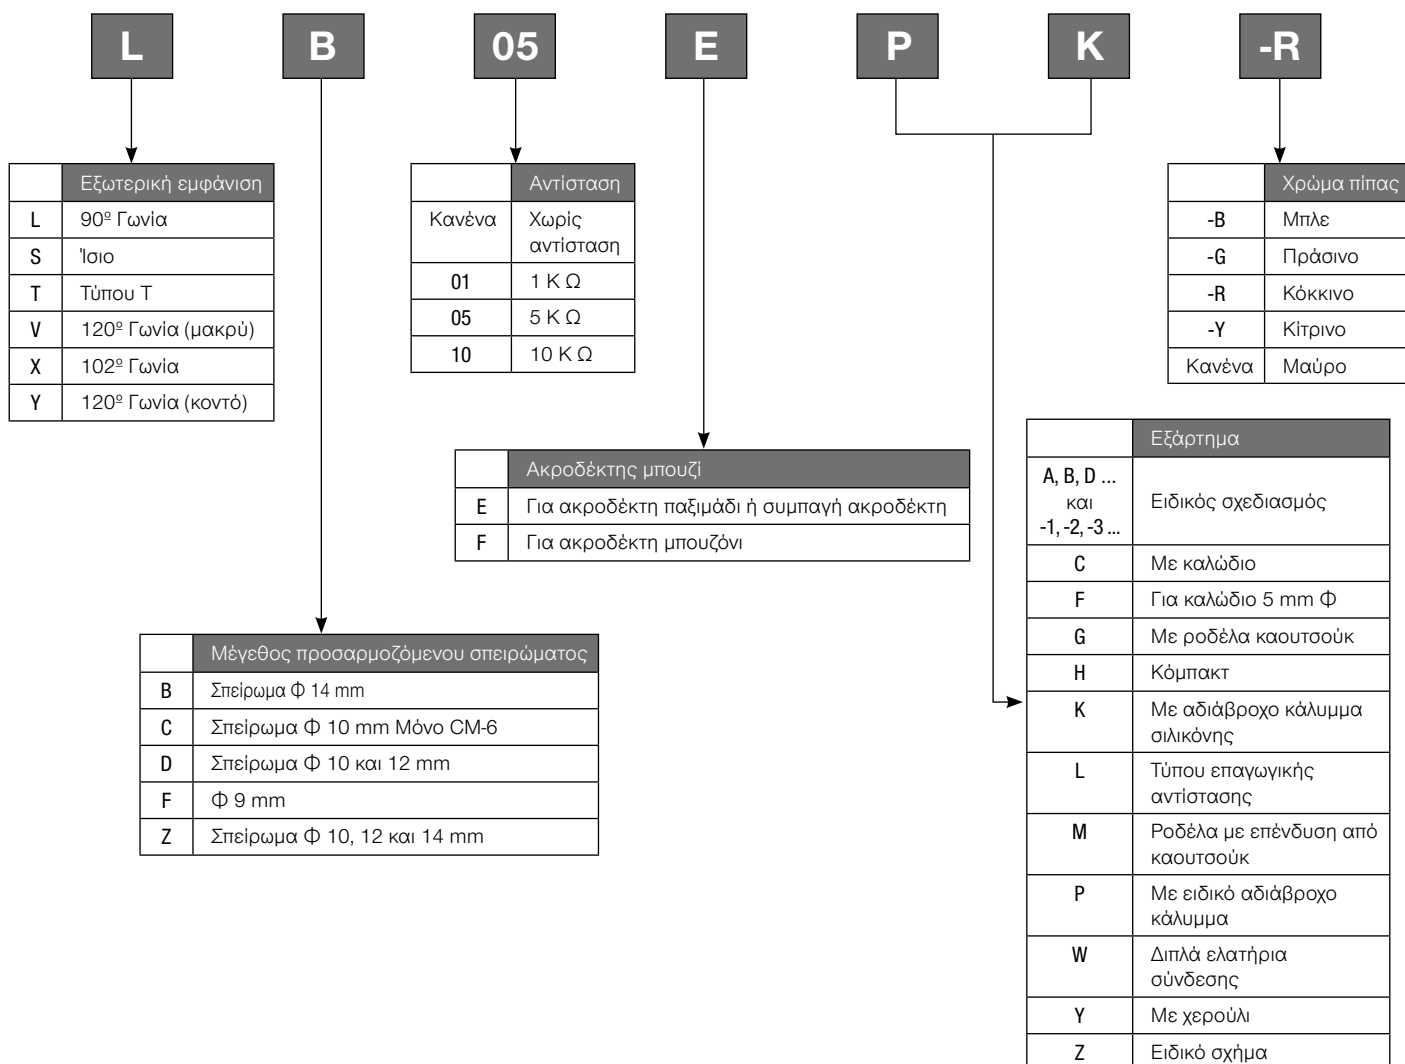 L B 05 E P K -R
Εξωτερική εμφάνιση
L 90º Γωνία
S Ίσιο
T Τύπου Τ
V 120º Γωνία (μακρύ)
X 102º Γωνία
Y 120º Γωνία (κοντό)
Αντίσταση
Κανένα Χωρίς
αντίσταση
01 1 K Ω
05 5 K Ω
10 10 K Ω
Χρώμα πίπας
-B Μπλε
-G Πράσινο
-R Κόκκινο
-Y Κίτρινο
Κανένα Μαύρο
Ακροδέκτης μπουζί
E Για ακροδέκτη παξιμάδι ή συμπαγή ακροδέκτη
F Για ακροδέκτη μπουζόνι
Μέγεθος προσαρμοζόμενου σπειρώματος
B Σπείρωμα Φ 14 mm
C Σπείρωμα Φ 10 mm Μόνο CM-6
D Σπείρωμα Φ 10 και 12 mm
F Φ 9 mm
Z Σπείρωμα Φ 10, 12 και 14 mm
Εξάρτημα
A, B, D ...
και
-1, -2, -3 ...
Ειδικός σχεδιασμός
C Με καλώδιο
F Για καλώδιο 5 mm Φ
G Με ροδέλα καουτσούκ
H Κόμπακτ
K Με αδιάβροχο κάλυμμα
σιλικόνης
L Τύπου επαγωγικής
αντίστασης
M Ροδέλα με επένδυση από
καουτσούκ
P Με ειδικό αδιάβροχο
κάλυμμα
W Διπλά ελατήρια
σύνδεσης
Y Με χερούλι
Z Ειδικό σχήμα